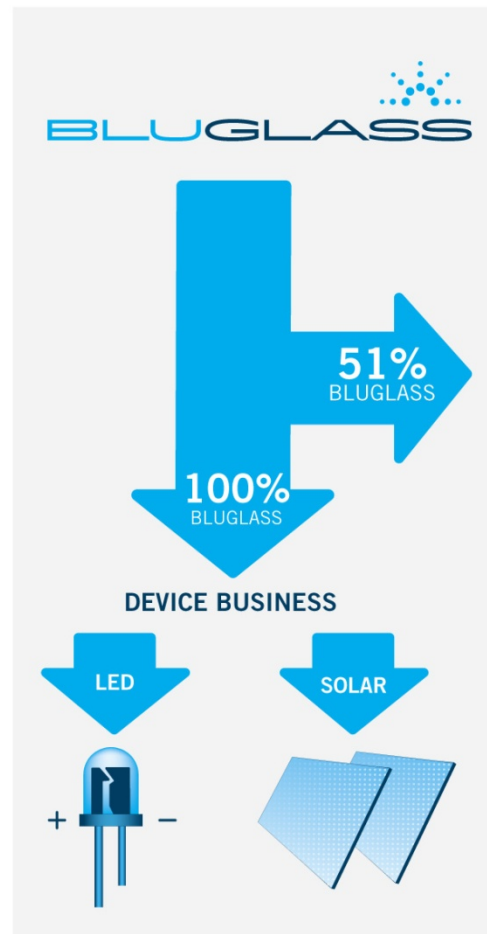 BLUGLASS
51%
BLUGLASS
100%
BLUGLASS
DEVICE BUSINESS
LED
SOLAR
+
−